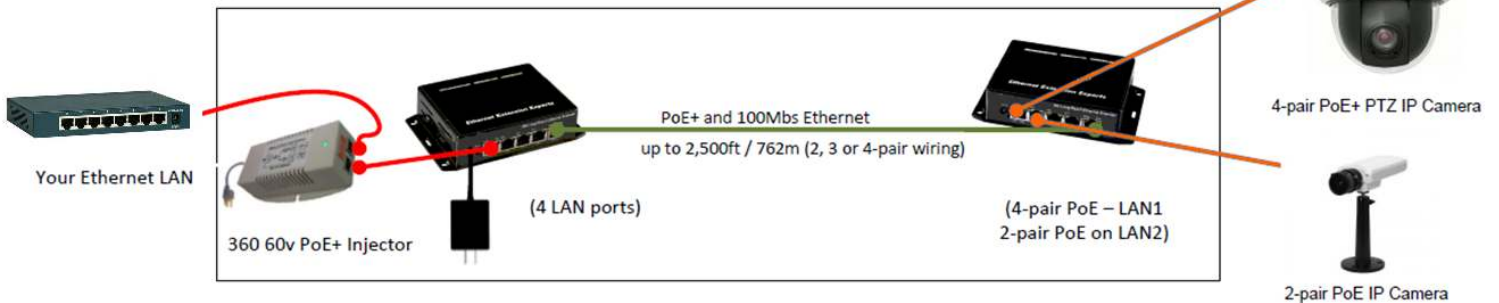 4-pair PoE+ PTZ IP Camera
PoE+ and 100Mbs Ethernet
up to 2,500ft / 762m (2, 3 or 4-pair wiring)
Your Ethernet LAN
(4 LAN ports)
(4-pair PoE – LAN1
2-pair PoE on LAN2)
360 60v PoE+ Injector
2-pair PoE IP Camera
Ethernet Extension Experts
Ethernet Extension Experts